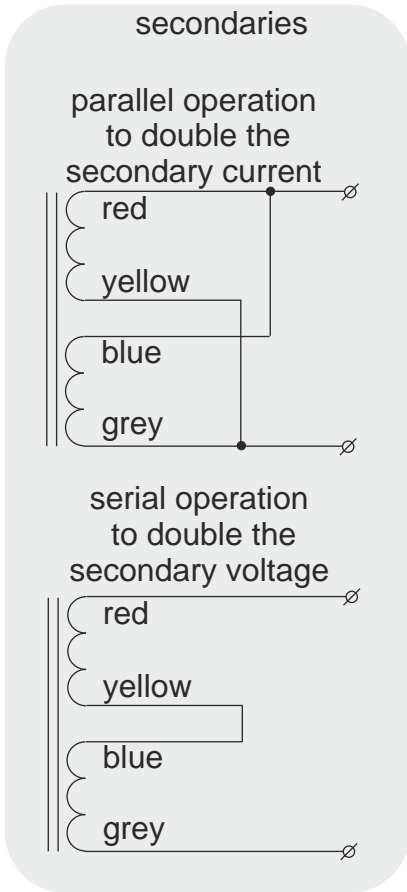 secondaries
parallel operation
to double the
secondary current
red
yellow
blue
grey
serial operation
to double the
secondary voltage
red
yellow
blue
grey